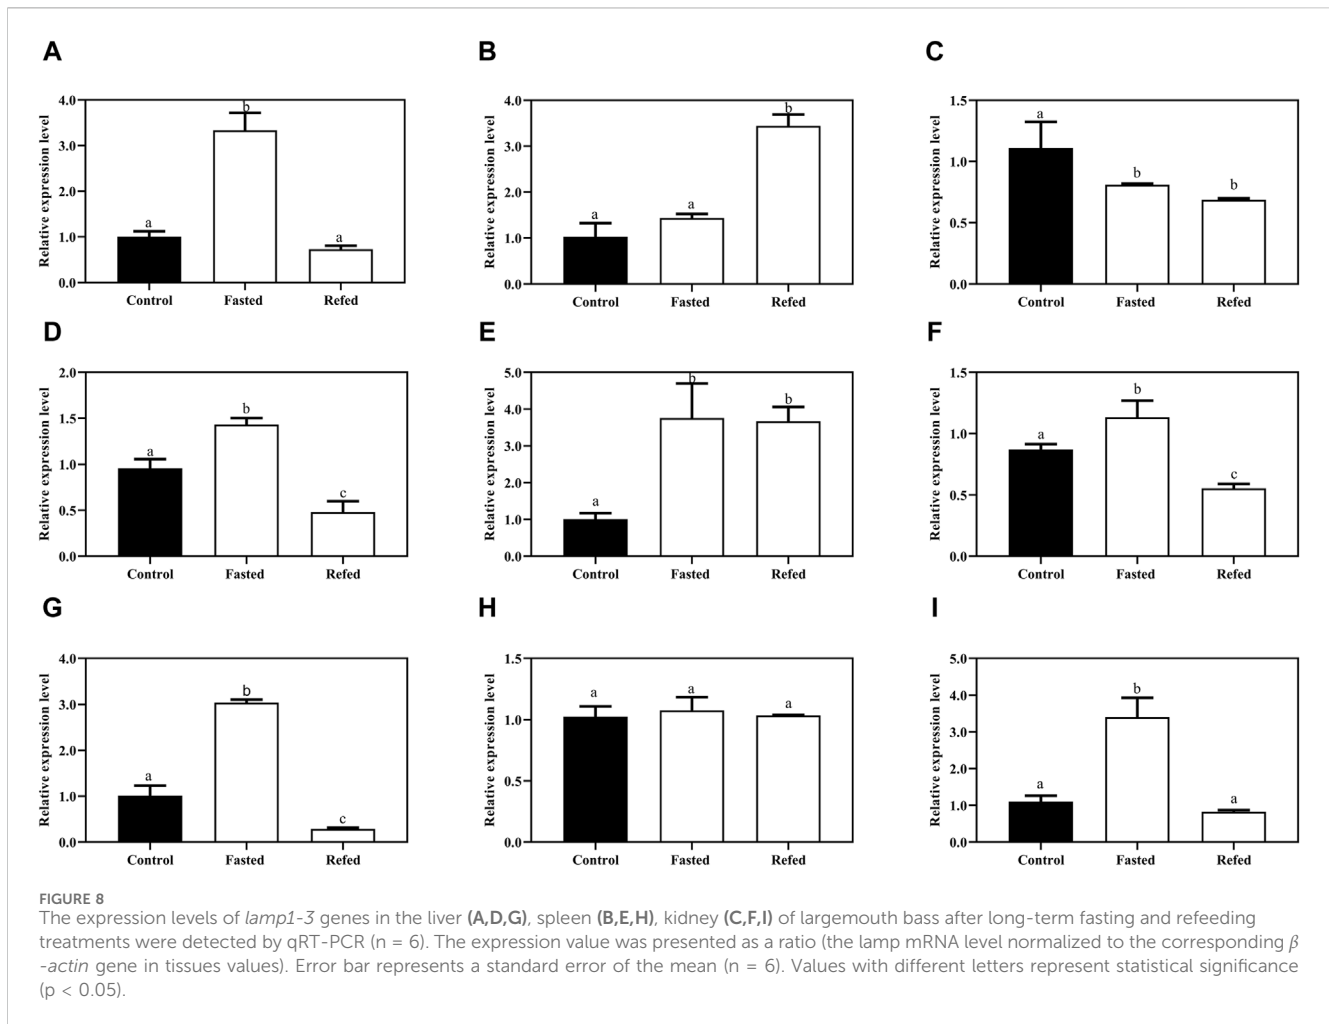 A
B
C
Relative expression level
4.0
3.0
2.0
1.0
0.0
a
b
a
Control Fasted Refed
Relative expression level
4.0
3.0
2.0
1.0
0.0
a
a
b
Control Fasted Refed
Relative expression level
1.5
1.0
0.5
0.0
a
b
b
Control Fasted Refed
D
E
F
Relative expression level
2.0
1.5
1.0
0.5
0.0
a
b
c
Control Fasted Refed
Relative expression level
5.0
4.0
3.0
2.0
1.0
0.0
a
b
b
Control Fasted Refed
Relative expression level
1.5
1.0
0.5
0.0
a
b
c
Control Fasted Refed
G
H
I
Relative expression level
4.0
3.0
2.0
1.0
0.0
a
b
c
Control Fasted Refed
Relative expression level
1.5
1.0
0.5
0.0
a
a
a
Control Fasted Refed
Relative expression level
5.0
4.0
3.0
2.0
1.0
0.0
a
b
a
Control Fasted Refed
FIGURE 8
The expression levels of lamp1-3 genes in the liver (A,D,G), spleen (B,E,H), kidney (C,F,I) of largemouth bass after long-term fasting and refeeding
treatments were detected by qRT-PCR (n = 6). The expression value was presented as a ratio (the lamp mRNA level normalized to the corresponding β
-actin gene in tissues values). Error bar represents a standard error of the mean (n = 6). Values with different letters represent statistical significance
(p < 0.05).